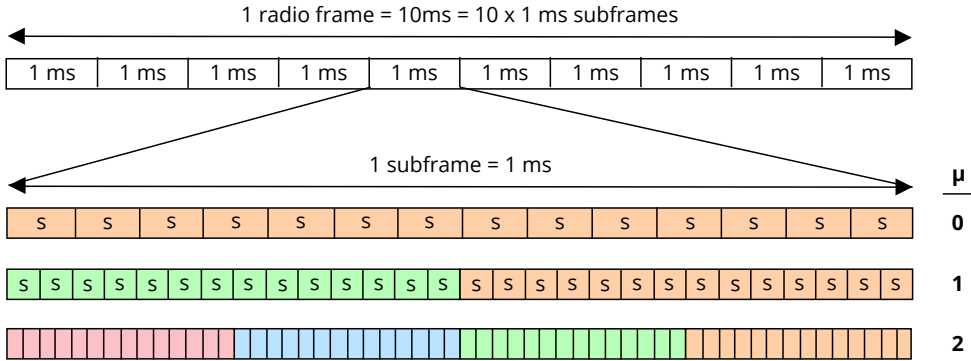 1 radio frame = 10ms = 10 x 1 ms subframes
1 ms 1 ms 1 ms 1 ms 1 ms 1 ms 1 ms 1 ms 1 ms 1 ms
1 subframe = 1 ms
μ
S S S S S S S S S S S S S S 0
S S S S S S S S S S S S S S S S S S S S S S S S S S S S 1
2